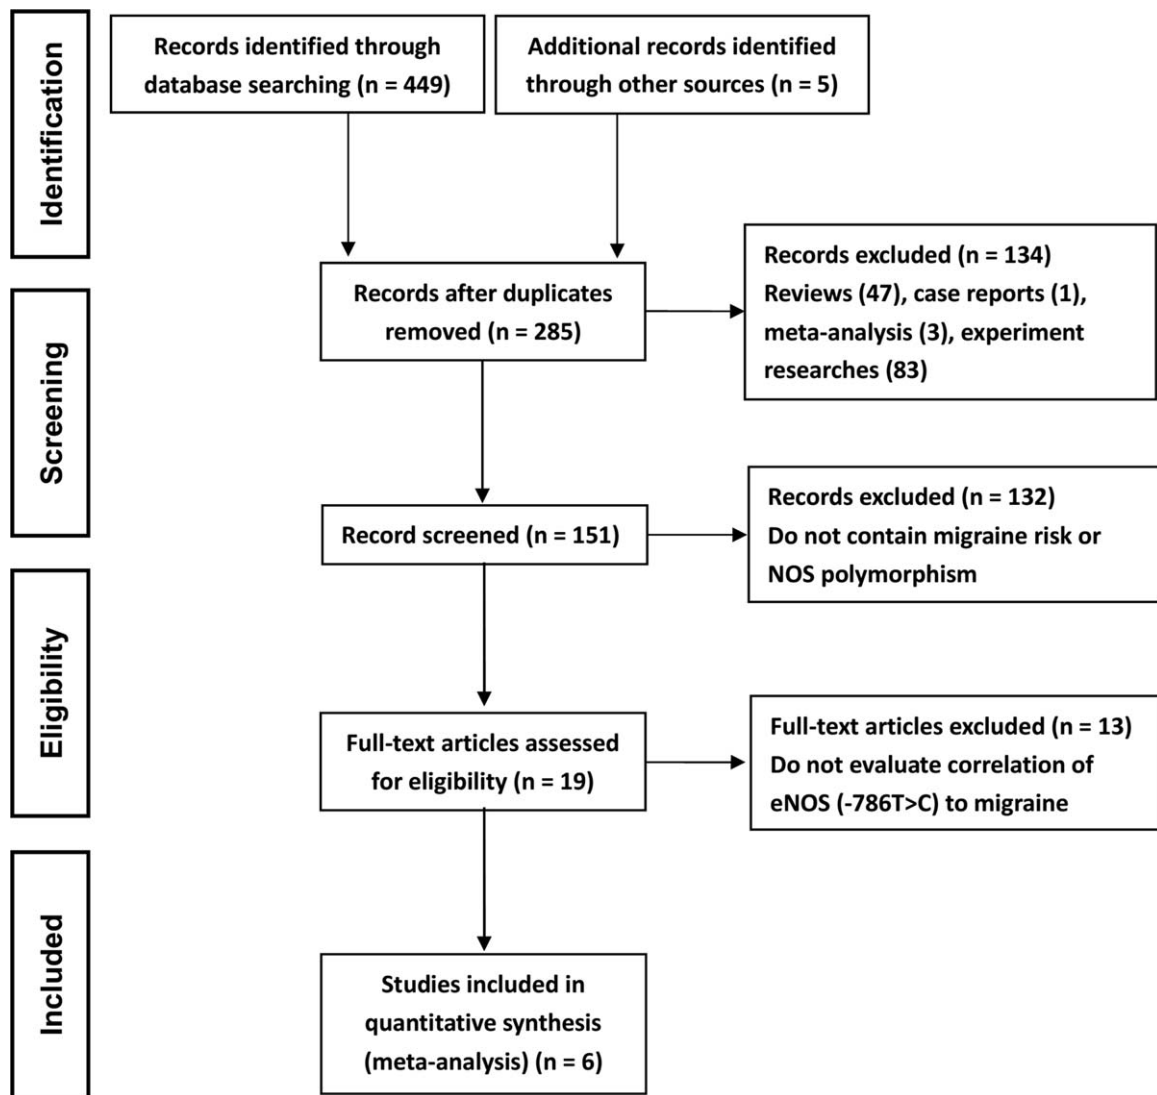 Identification
Records identified through
database searching (n = 449)
Additional records identified
through other sources (n = 5)
Records after duplicates
removed (n = 285)
Records excluded (n = 134)
Reviews (47), case reports (1),
meta-analysis (3), experiment
researches (83)
Screening
Record screened (n = 151)
Records excluded (n = 132)
Do not contain migraine risk or
NOS polymorphism
Eligibility
Full-text articles assessed
for eligibility (n = 19)
Full-text articles excluded (n = 13)
Do not evaluate correlation of
eNOS (-786T>C) to migraine
Included
Studies included in
quantitative synthesis
(meta-analysis) (n = 6)